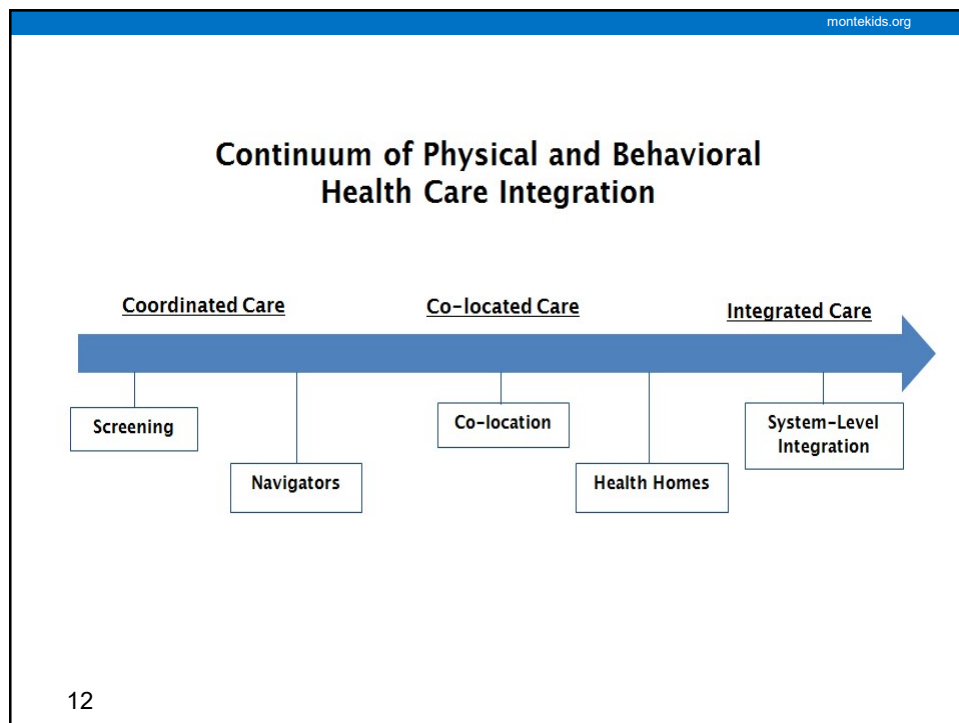 montekids.org
Continuum of Physical and Behavioral
Health Care Integration
Coordinated Care
Co-located Care
Integrated Care
Screening
Navigators
Co-location
Health Homes
System-Level
Integration
12